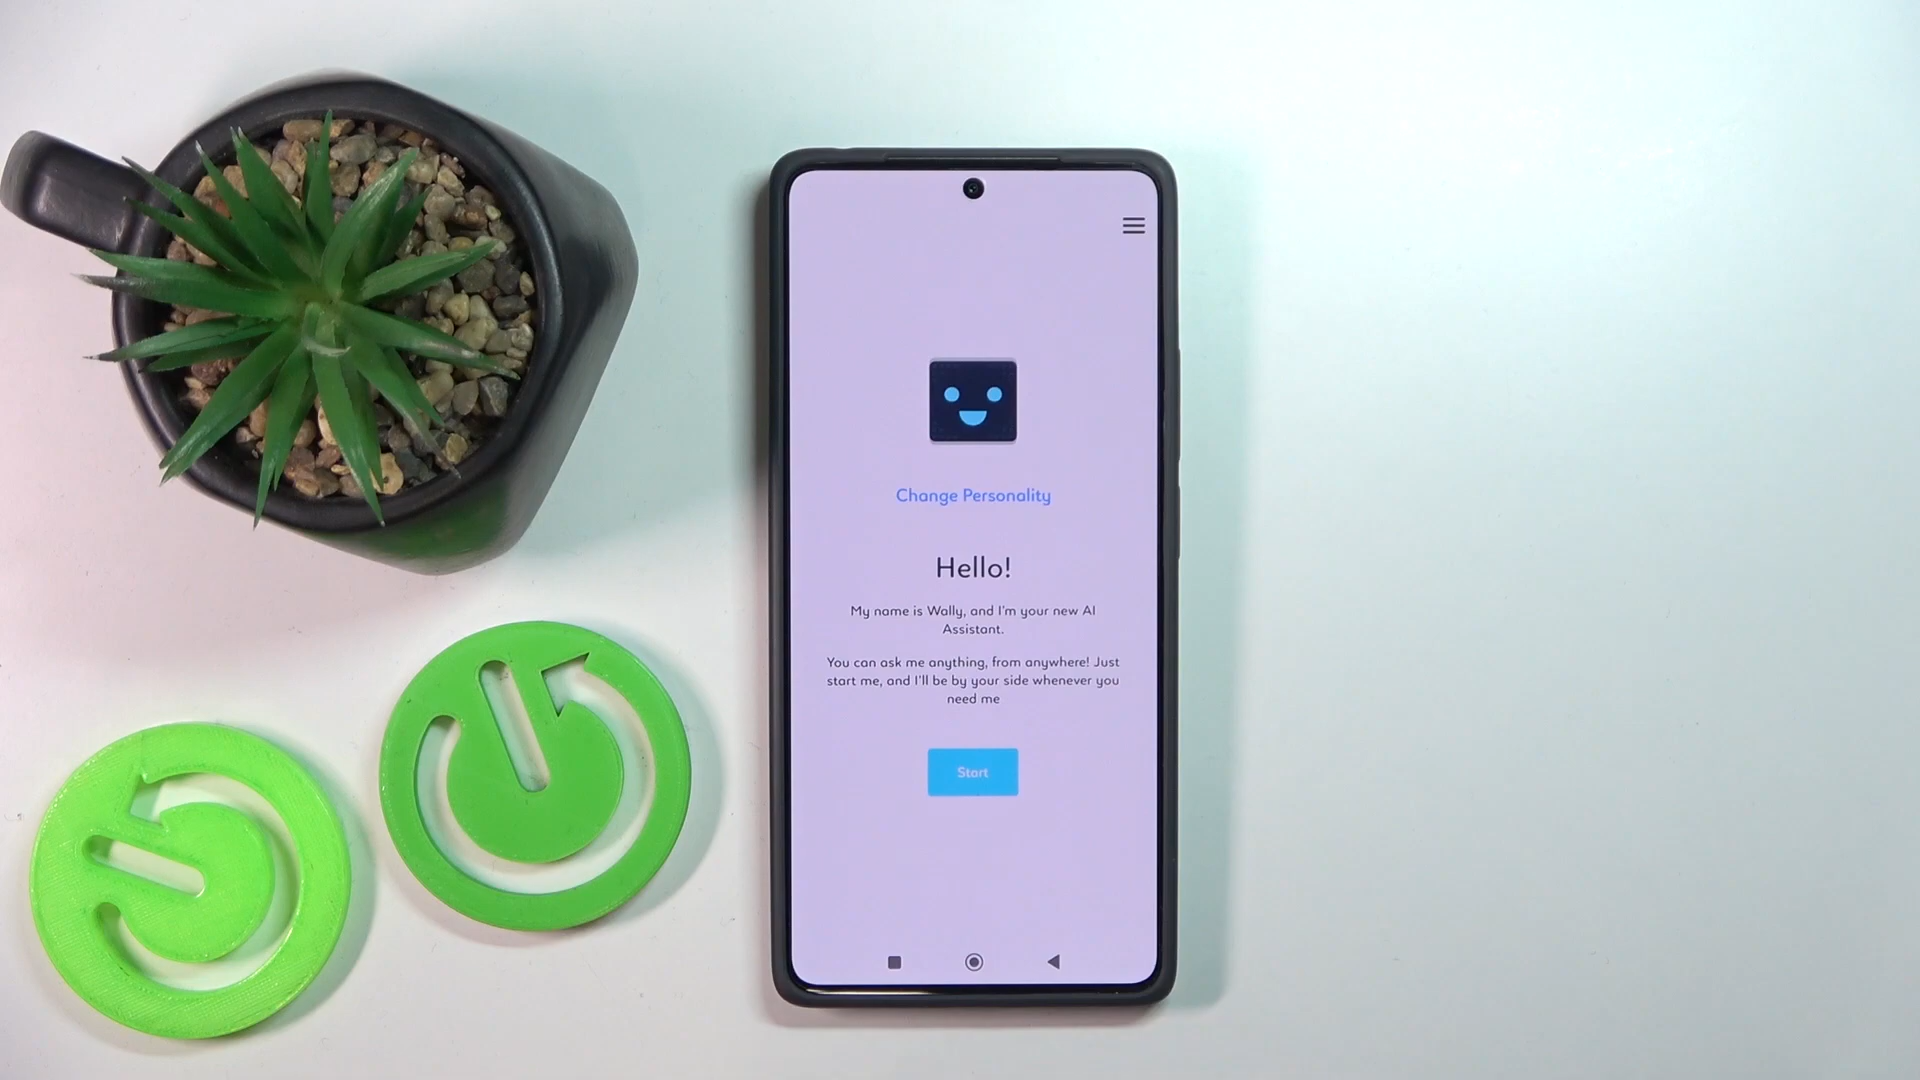 Change Personality
Hello!
My name is Wally, and I'm your new AI
Assistant.
You can ask me anything, from anywhere! Just
start me, and I'll be by your side whenever you
need me
Start